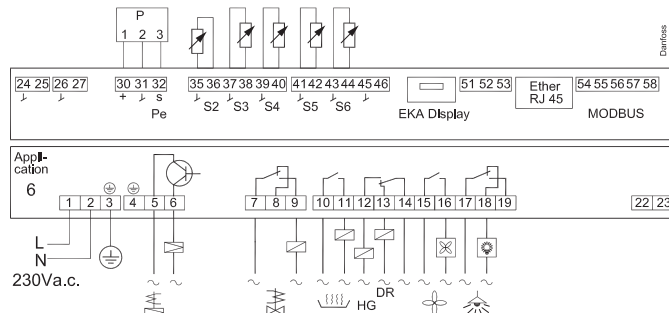 P
1 2 3
Danfoss
24 25 26 27 30 31 32 35 36 37 38 39 40 41 42 43 44 45 46 51 52 53 54 55 56 57 58
+ s S2 S3 S4 S5 S6
Pe
EKA Display
Ether
RJ 45
MODBUS
Appli-
cation
6
1 2 3 4 5 6 7 8 9 10 11 12 13 14 15 16 17 18 19 22 23
L
N
230Va.c.
DR
HG